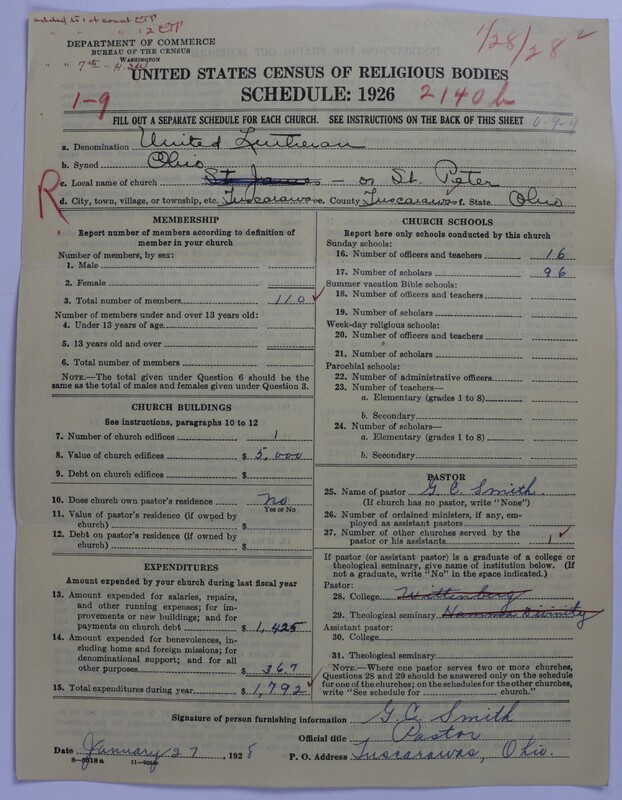 added to 1st count ETP
" " " 12 ETP
" " 7th "
1/28/28
DEPARTMENT OF COMMERCE
BUREAU OF THE CENSUS
WASHINGTON
UNITED STATES CENSUS OF RELIGIOUS BODIES
1-9 SCHEDULE: 1926 2140b
FILL OUT A SEPARATE SCHEDULE FOR EACH CHURCH. SEE INSTRUCTIONS ON THE BACK OF THIS SHEET 0-9-9
a. Denomination United Lutheran
b. Synod Ohio
R
c. Local name of church St. James - or St. Peter
d. City, town, village, or township, etc. Tuscarawas e. County Tuscarawas f. State Ohio
MEMBERSHIP
Report number of members according to definition of member in your church
Number of members, by sex:
1. Male
2. Female
3. Total number of members 110 ✓
Number of members under and over 13 years old:
4. Under 13 years of age
5. 13 years old and over
6. Total number of members
NOTE.—The total given under Question 6 should be the
same as the total of males and females given under Question 3.
CHURCH BUILDINGS
See instructions, paragraphs 10 to 12
7. Number of church edifices 1
8. Value of church edifices $ 5,000
9. Debt on church edifices $
10. Does church own pastor's residence No
Yes or No
11. Value of pastor's residence (if owned by
church) $
12. Debt on pastor's residence (if owned by
church) $
EXPENDITURES
Amount expended by your church during last fiscal year
13. Amount expended for salaries, repairs,
and other running expenses; for im-
provements or new buildings; and for
payments on church debt $ 1,425
14. Amount expended for benevolences, in-
cluding home and foreign missions; for
denominational support; and for all
other purposes $ 367
15. Total expenditures during year $ 1,792 ✓
CHURCH SCHOOLS
Report here only schools conducted by this church
Sunday schools:
16. Number of officers and teachers 16
17. Number of scholars 96
Summer vacation Bible schools:
18. Number of officers and teachers
19. Number of scholars
Week-day religious schools:
20. Number of officers and teachers
21. Number of scholars
Parochial schools:
22. Number of administrative officers
23. Number of teachers—
a. Elementary (grades 1 to 8)
b. Secondary
24. Number of scholars—
a. Elementary (grades 1 to 8)
b. Secondary
PASTOR
25. Name of pastor G. C. Smith
(If church has no pastor, write "None")
26. Number of ordained ministers, if any, em-
ployed as assistant pastors
27. Number of other churches served by the
pastor or his assistants 1 ✓
If pastor (or assistant pastor) is a graduate of a college or
theological seminary, give name of institution below. (If
not a graduate, write "No" in the space indicated.)
Pastor:
28. College Wittenberg
29. Theological seminary Hamma Divinity
Assistant pastor:
30. College
31. Theological seminary
NOTE.—Where one pastor serves two or more churches,
Questions 28 and 29 should be answered only on the schedule
for one of the churches; on the schedules for the other churches,
write "See schedule for church."
Signature of person furnishing information G. C. Smith
Official title Pastor
Date January 27, 1928 P. O. Address Tuscarawas, Ohio.